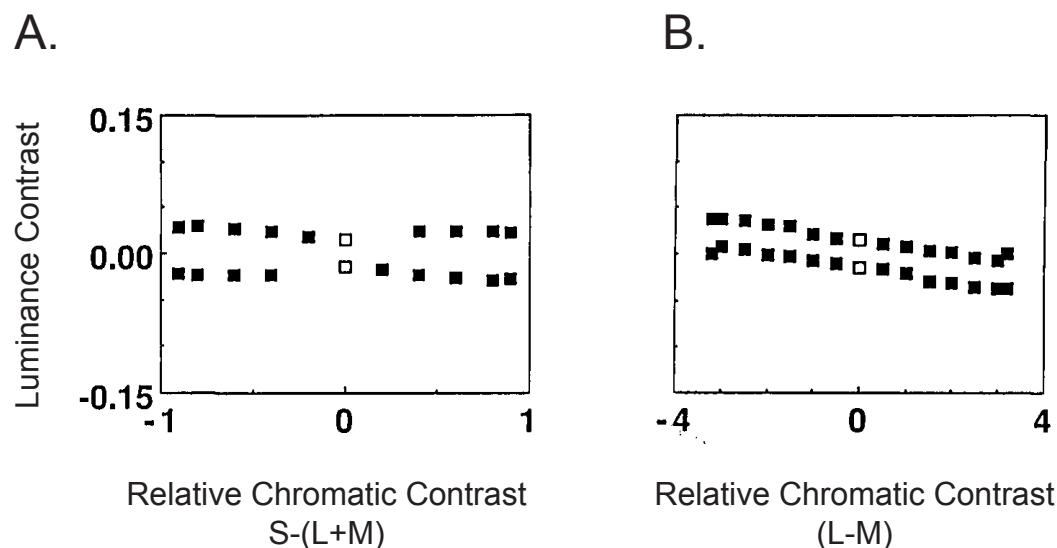 A.
B.
Luminance Contrast
0.15
0.00
-0.15
-1
0
1
-4
0
4
Relative Chromatic Contrast
S-(L+M)
Relative Chromatic Contrast
(L-M)